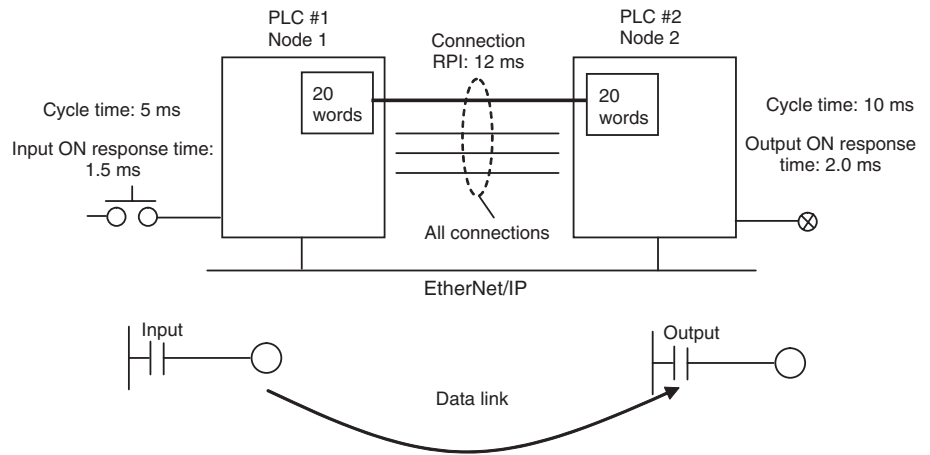 PLC #1
Node 1
PLC #2
Node 2
Connection
RPI: 12 ms
20
words
20
words
Cycle time: 5 ms
Input ON response time:
1.5 ms
Cycle time: 10 ms
Output ON response
time: 2.0 ms
All connections
EtherNet/IP
Input
Output
Data link